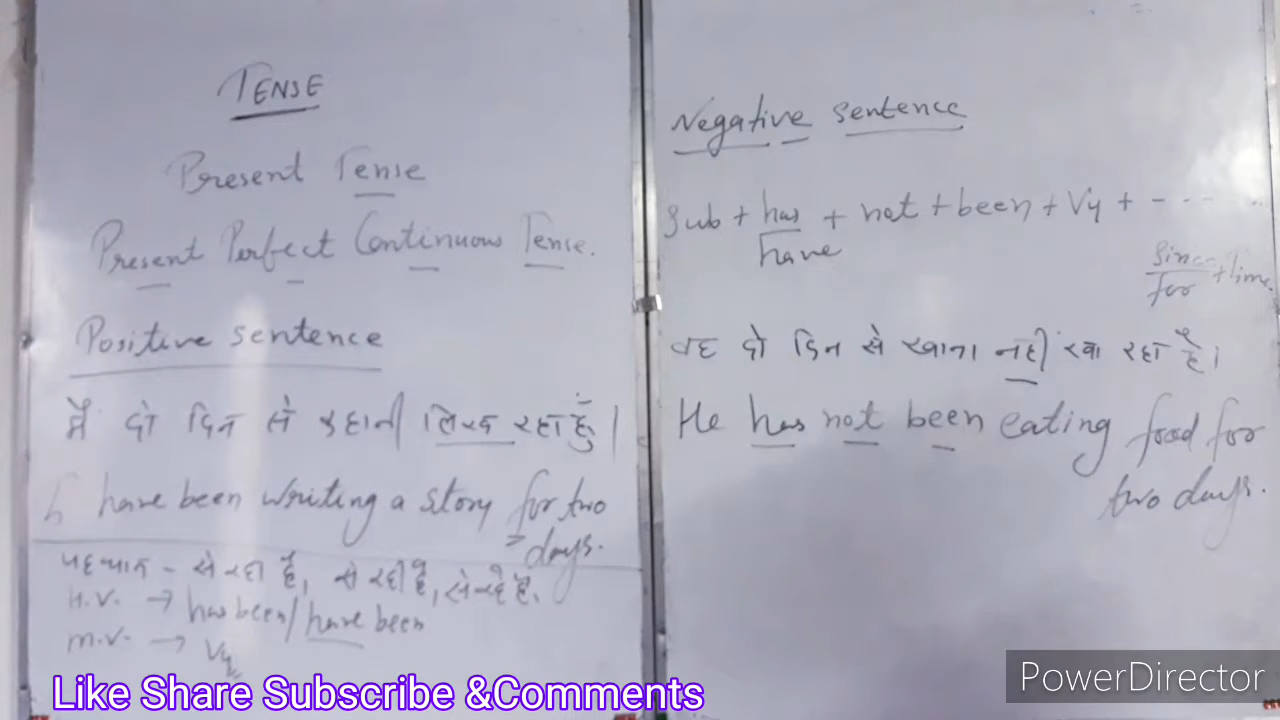 TENSE
Present Tense
Present Perfect Continuous Tense.
Positive sentence
मैं दो दिन से कहानी लिख रहा हूँ।
I have been writing a story for two
days.
पहचान - से रहा है, से रही है, से रहे हैं.
H.V. → has been/have been
M.V. → V4
Negative sentence
Sub + has + not + been + V4 + - - - - -
have
Since + Time.
for
वह दो दिन से खाना नही खा रहा है।
He has not been eating food for
two days.
Like Share Subscribe &Comments
PowerDirector